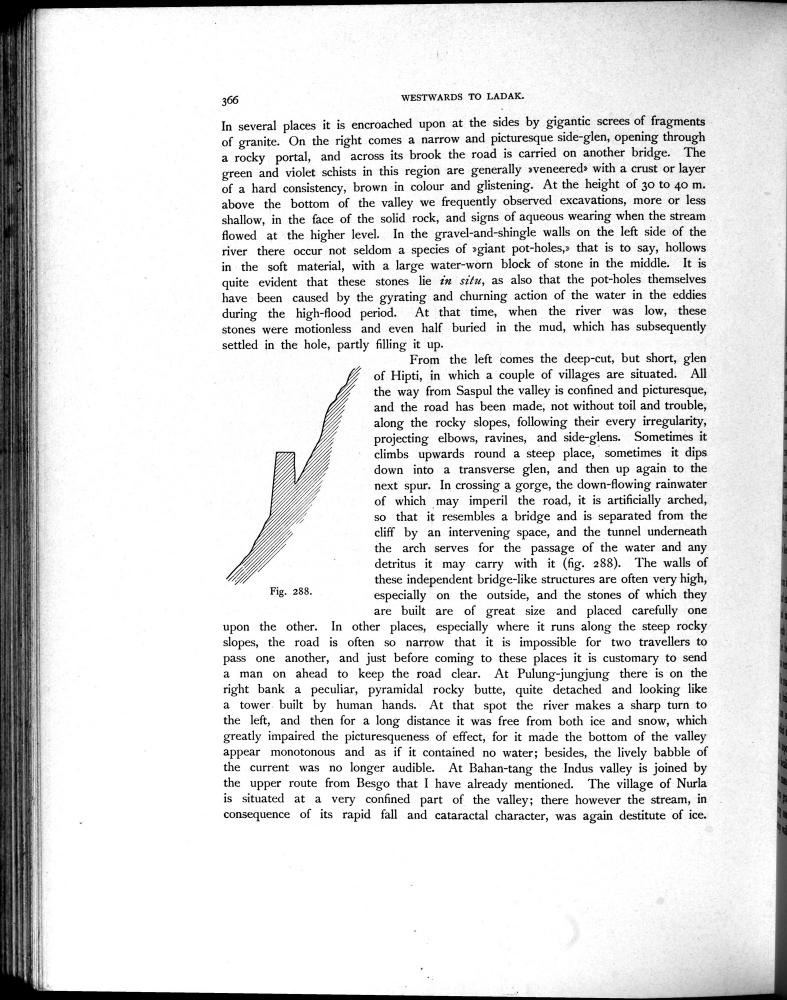 366
WESTWARDS TO LADAK.
In several places it is encroached upon at the sides by gigantic screes of fragments
of granite. On the right comes a narrow and picturesque side-glen, opening through
a rocky portal, and across its brook the road is carried on another bridge. The
green and violet schists in this region are generally »veneered» with a crust or layer
of a hard consistency, brown in colour and glistening. At the height of 30 to 40 m.
above the bottom of the valley we frequently observed excavations, more or less
shallow, in the face of the solid rock, and signs of aqueous wearing when the stream
flowed at the higher level. In the gravel-and-shingle walls on the left side of the
river there occur not seldom a species of »giant pot-holes,» that is to say, hollows
in the soft material, with a large water-worn block of stone in the middle. It is
quite evident that these stones lie in situ, as also that the pot-holes themselves
have been caused by the gyrating and churning action of the water in the eddies
during the high-flood period. At that time, when the river was low, these
stones were motionless and even half buried in the mud, which has subsequently
settled in the hole, partly filling it up.
From the left comes the deep-cut, but short, glen
of Hipti, in which a couple of villages are situated. All
the way from Saspul the valley is confined and picturesque,
and the road has been made, not without toil and trouble,
along the rocky slopes, following their every irregularity,
projecting elbows, ravines, and side-glens. Sometimes it
climbs upwards round a steep place, sometimes it dips
down into a transverse glen, and then up again to the
next spur. In crossing a gorge, the down-flowing rainwater
of which may imperil the road, it is artificially arched,
so that it resembles a bridge and is separated from the
cliff by an intervening space, and the tunnel underneath
the arch serves for the passage of the water and any
detritus it may carry with it (fig. 288). The walls of
these independent bridge-like structures are often very high,
especially on the outside, and the stones of which they
are built are of great size and placed carefully one
Fig. 288.
upon the other. In other places, especially where it runs along the steep rocky
slopes, the road is often so narrow that it is impossible for two travellers to
pass one another, and just before coming to these places it is customary to send
a man on ahead to keep the road clear. At Pulung-jungjung there is on the
right bank a peculiar, pyramidal rocky butte, quite detached and looking like
a tower built by human hands. At that spot the river makes a sharp turn to
the left, and then for a long distance it was free from both ice and snow, which
greatly impaired the picturesqueness of effect, for it made the bottom of the valley
appear monotonous and as if it contained no water; besides, the lively babble of
the current was no longer audible. At Bahan-tang the Indus valley is joined by
the upper route from Besgo that I have already mentioned. The village of Nurla
is situated at a very confined part of the valley; there however the stream, in
consequence of its rapid fall and cataractal character, was again destitute of ice.